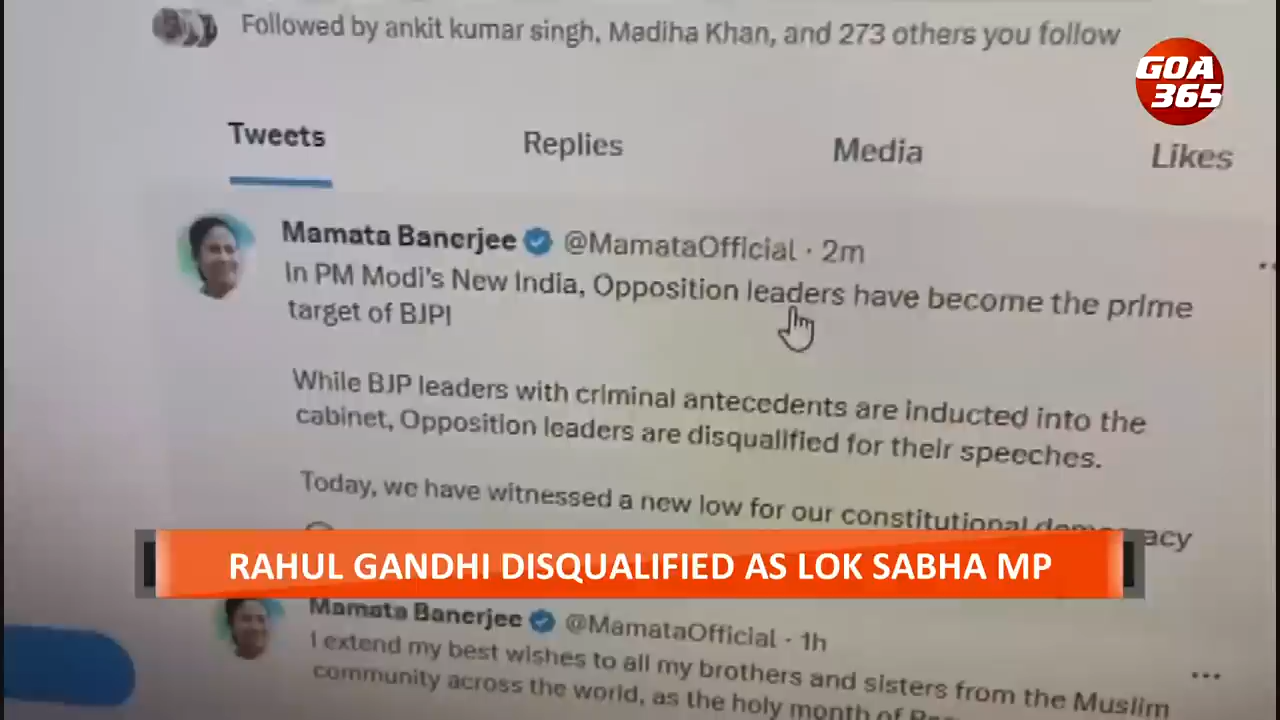 Followed by ankit kumar singh, Madiha Khan, and 273 others you follow
GOA
365
Tweets Replies Media Likes
Mamata Banerjee @MamataOfficial · 2m
In PM Modi's New India, Opposition leaders have become the prime
target of BJP!
While BJP leaders with criminal antecedents are inducted into the
cabinet, Opposition leaders are disqualified for their speeches.
Today, we have witnessed a new low for our constitutional democracy
RAHUL GANDHI DISQUALIFIED AS LOK SABHA MP
Mamata Banerjee @MamataOfficial · 1h
I extend my best wishes to all my brothers and sisters from the Muslim
community across the world, as the holy month of